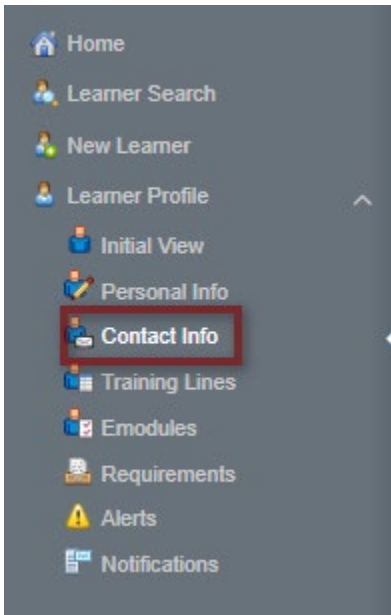 Home
Learner Search
New Learner
Learner Profile
Initial View
Personal Info
Contact Info
Training Lines
Emodules
Requirements
Alerts
Notifications